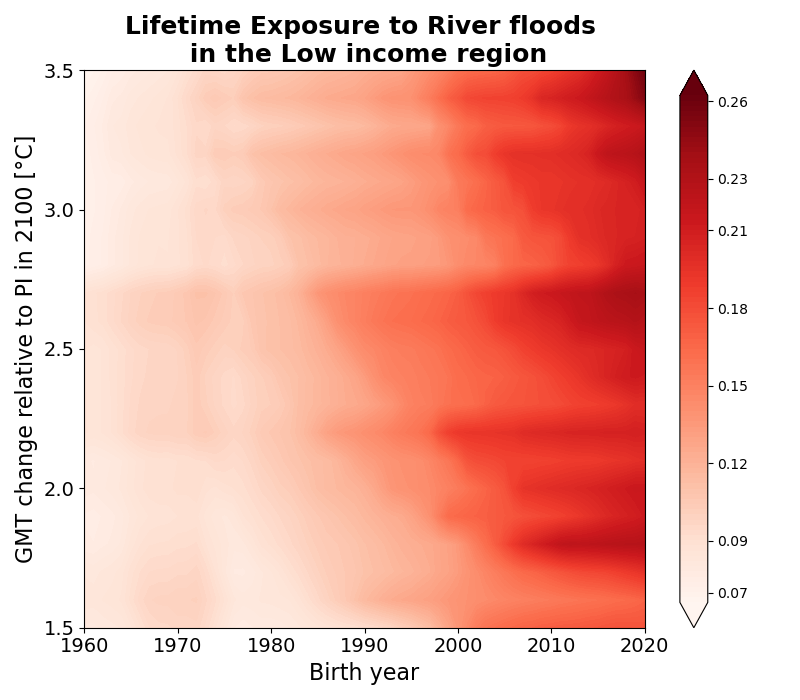 Lifetime Exposure to River floods
in the Low income region
GMT change relative to PI in 2100 [°C]
3.5
3.0
2.5
2.0
1.5
1960 1970 1980 1990 2000 2010 2020
Birth year
0.26
0.23
0.21
0.18
0.15
0.12
0.09
0.07